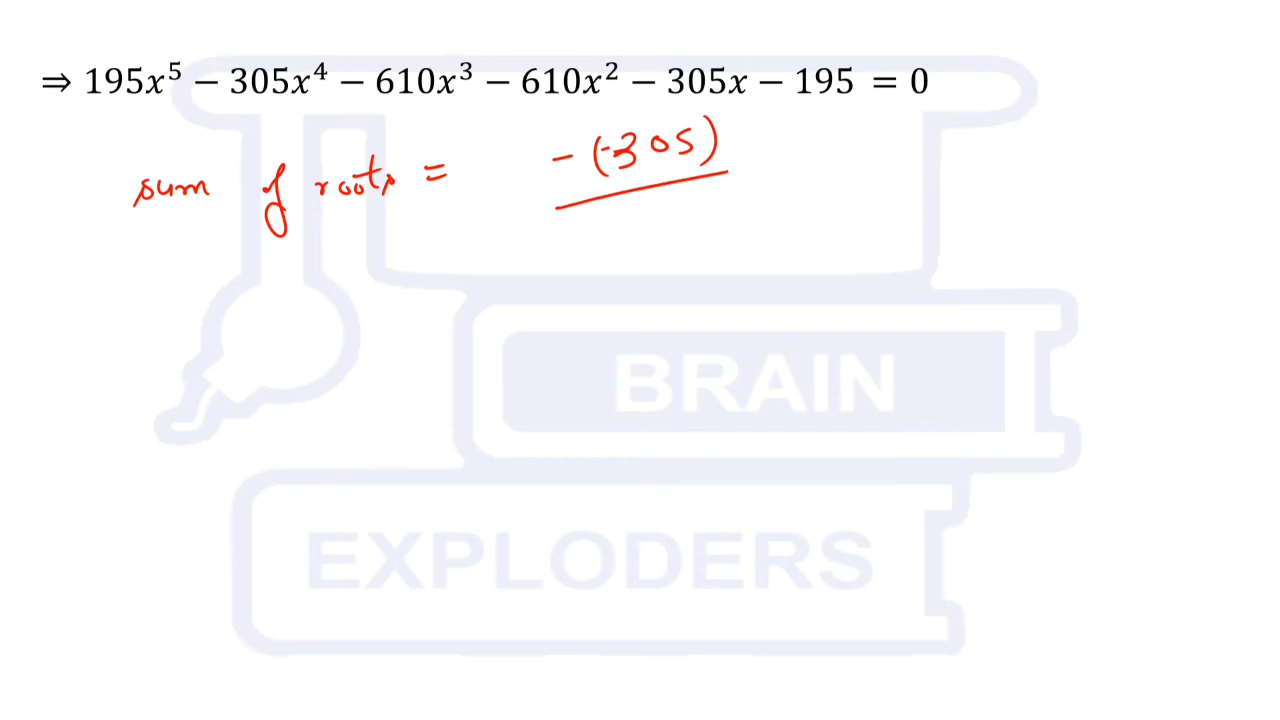 ⇒ 195x⁵ − 305x⁴ − 610x³ − 610x² − 305x − 195 = 0
sum of roots = − (-305)
BRAIN
EXPLODERS